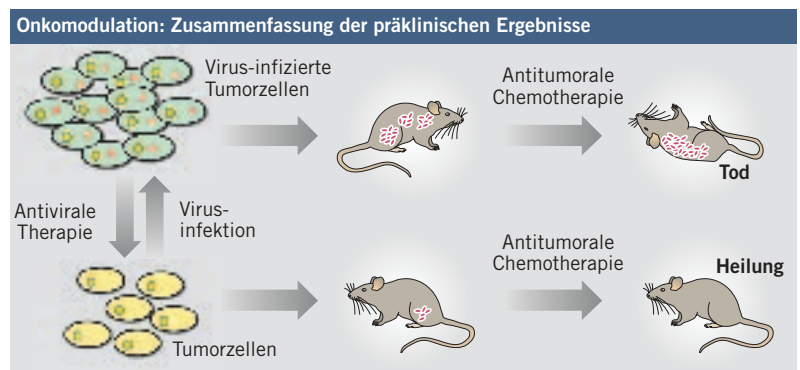 Onkomodulation: Zusammenfassung der präklinischen Ergebnisse
Virus-infizierte
Tumorzellen
Antitumorale
Chemotherapie
Tod
Antivirale
Therapie
Virus-
infektion
Antitumorale
Chemotherapie
Heilung
Tumorzellen